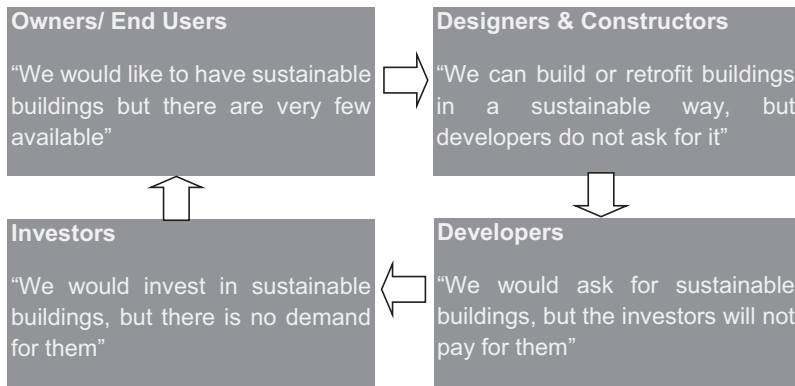 Owners/ End Users
“We would like to have sustainable
buildings but there are very few
available”
Designers & Constructors
“We can build or retrofit buildings
in a sustainable way, but
developers do not ask for it”
Investors
“We would invest in sustainable
buildings, but there is no demand
for them”
Developers
“We would ask for sustainable
buildings, but the investors will not
pay for them”